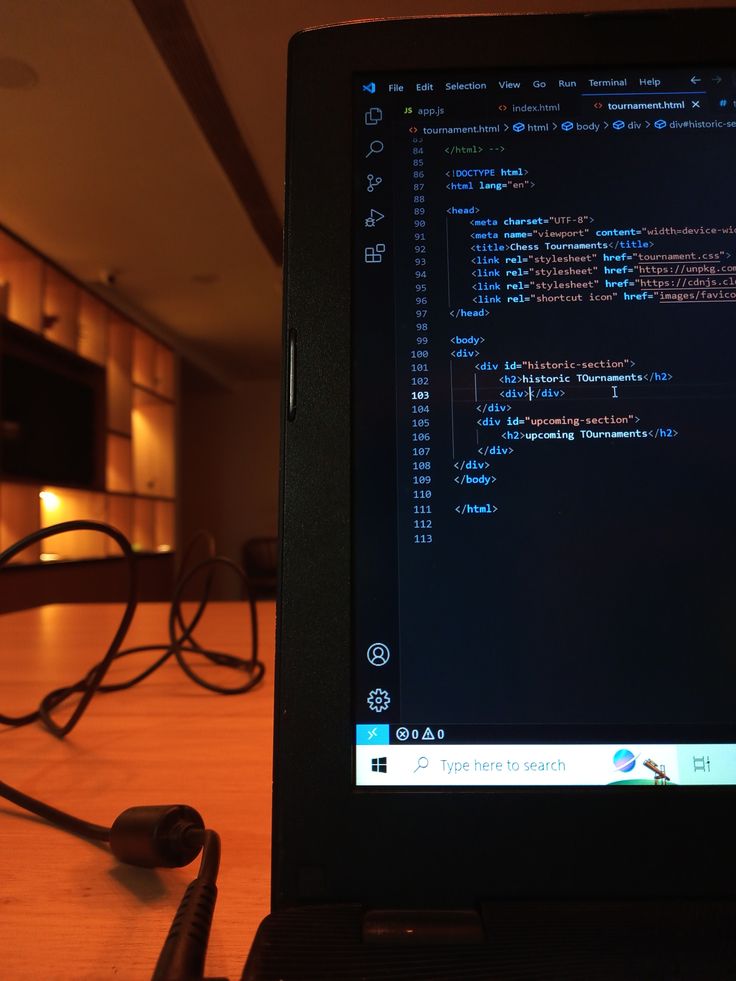 File Edit Selection View Go Run Terminal Help
JS app.js <> index.html <> tournament.html
<> tournament.html > html > body > div > div#historic-se
84 </html> -->
85
86 <!DOCTYPE html>
87 <html lang="en">
88
89 <head>
90 <meta charset="UTF-8">
91 <meta name="viewport" content="width=device-wid
92 <title>Chess Tournaments</title>
93 <link rel="stylesheet" href="tournament.css">
94 <link rel="stylesheet" href="https://unpkg.com
95 <link rel="stylesheet" href="https://cdnjs.clo
96 <link rel="shortcut icon" href="images/favico
97 </head>
98
99 <body>
100 <div>
101 <div id="historic-section">
102 <h2>historic TOurnaments</h2>
103 <div></div>
104 </div>
105 <div id="upcoming-section">
106 <h2>upcoming TOurnaments</h2>
107 </div>
108 </div>
109 </body>
110
111 </html>
112
113
0 0
Type here to search